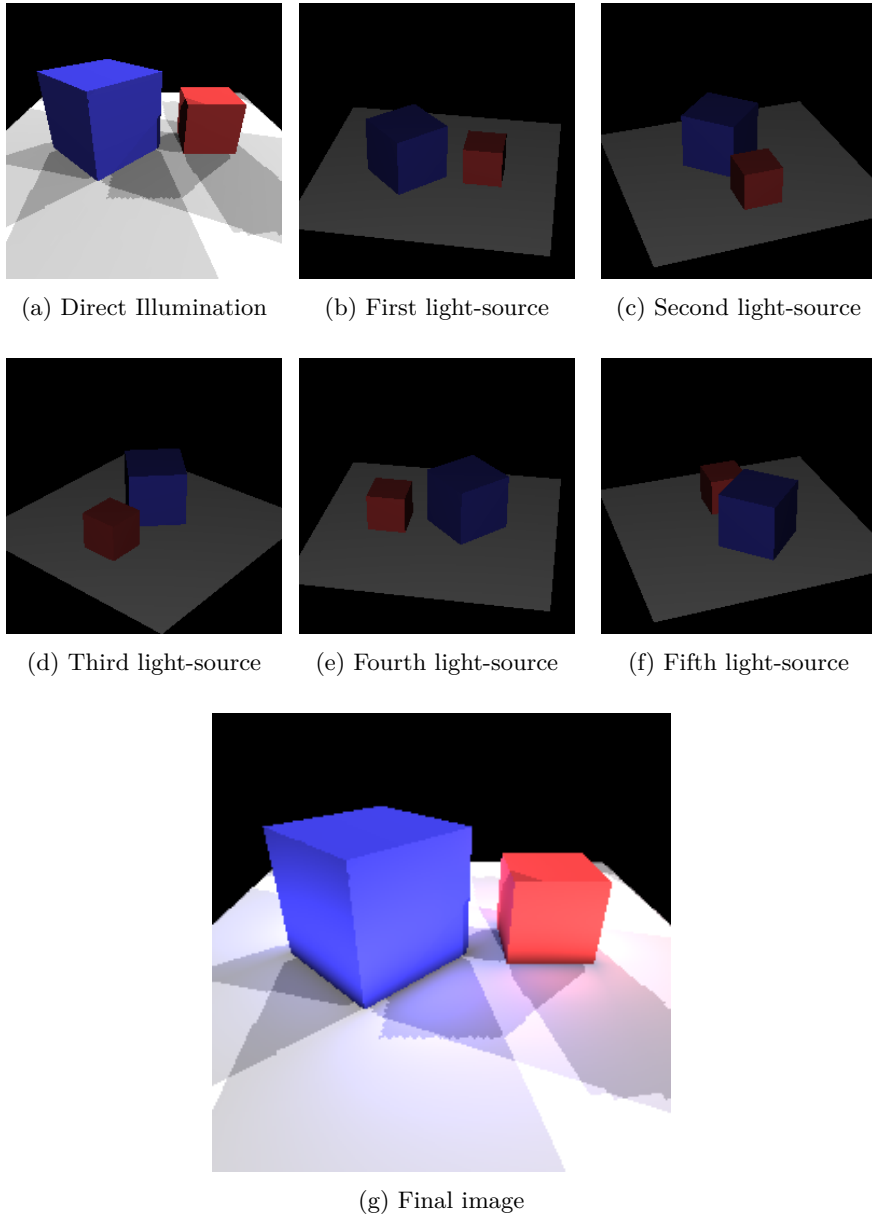 (a) Direct Illumination
(b) First light-source
(c) Second light-source
(d) Third light-source
(e) Fourth light-source
(f) Fifth light-source
(g) Final image